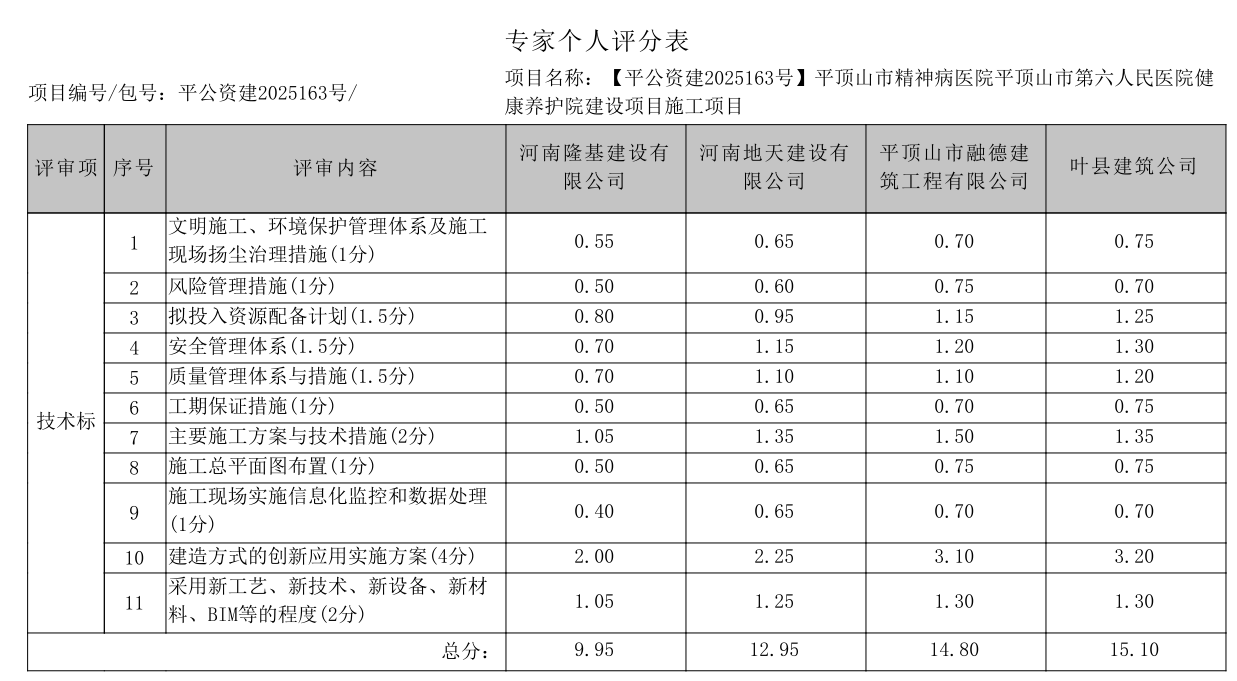 专家个人评分表
项目编号/包号：平公资建2025163号/
项目名称：【平公资建2025163号】平顶山市精神病医院平顶山市第六人民医院健
康养护院建设项目施工项目
评审项 序号 评审内容 河南隆基建设有限公司 河南地天建设有限公司 平顶山市融德建筑工程有限公司 叶县建筑公司
技术标
1 文明施工、环境保护管理体系及施工
现场扬尘治理措施(1分) 0.55 0.65 0.70 0.75
2 风险管理措施(1分) 0.50 0.60 0.75 0.70
3 拟投入资源配备计划(1.5分) 0.80 0.95 1.15 1.25
4 安全管理体系(1.5分) 0.70 1.15 1.20 1.30
5 质量管理体系与措施(1.5分) 0.70 1.10 1.10 1.20
6 工期保证措施(1分) 0.50 0.65 0.70 0.75
7 主要施工方案与技术措施(2分) 1.05 1.35 1.50 1.35
8 施工总平面图布置(1分) 0.50 0.65 0.75 0.75
9 施工现场实施信息化监控和数据处理
(1分) 0.40 0.65 0.70 0.70
10 建造方式的创新应用实施方案(4分) 2.00 2.25 3.10 3.20
11 采用新工艺、新技术、新设备、新材
料、BIM等的程度(2分) 1.05 1.25 1.30 1.30
总分： 9.95 12.95 14.80 15.10